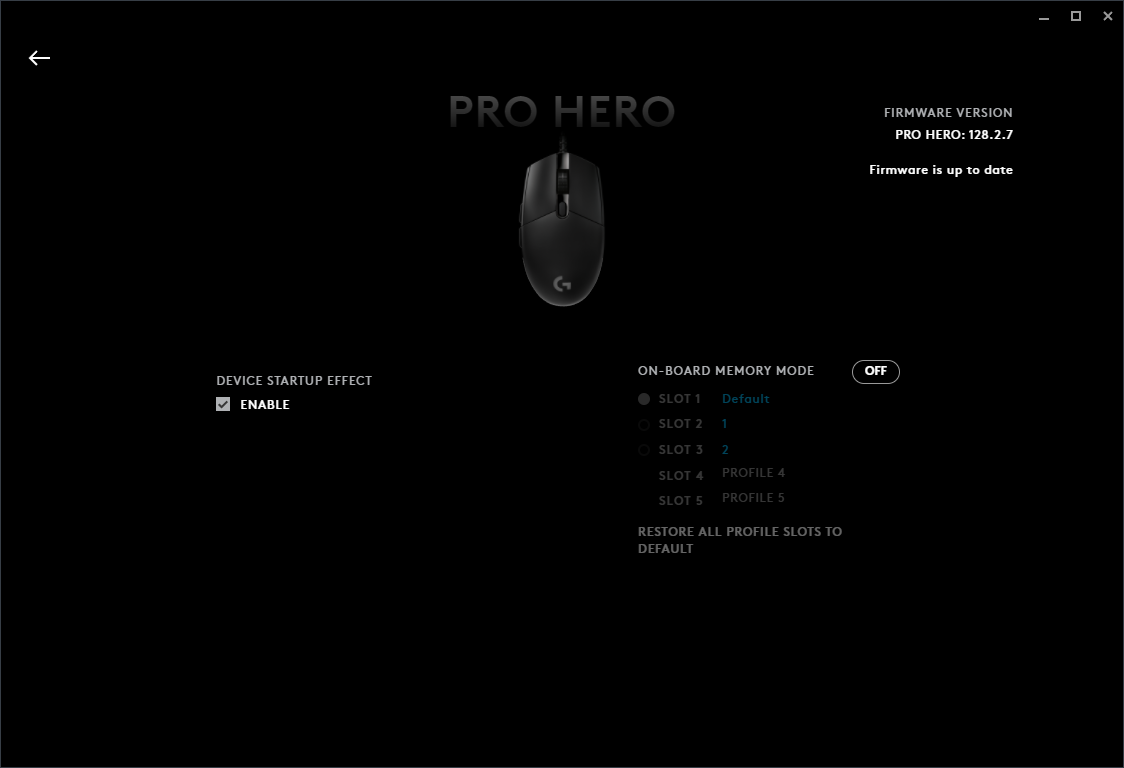 PRO HERO
FIRMWARE VERSION
PRO HERO: 128.2.7
Firmware is up to date
DEVICE STARTUP EFFECT
ENABLE
ON-BOARD MEMORY MODE OFF
SLOT 1 Default
SLOT 2 1
SLOT 3 2
SLOT 4 PROFILE 4
SLOT 5 PROFILE 5
RESTORE ALL PROFILE SLOTS TO
DEFAULT